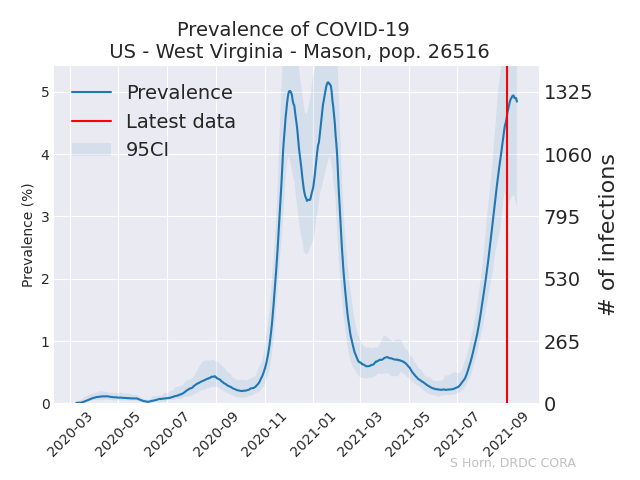 Prevalence of COVID-19
US - West Virginia - Mason, pop. 26516
Prevalence
Latest data
95CI
Prevalence (%)
5
4
3
2
1
0
1325
1060
795
530
265
0
# of infections
2020-03
2020-05
2020-07
2020-09
2020-11
2021-01
2021-03
2021-05
2021-07
2021-09
S Horn, DRDC CORA